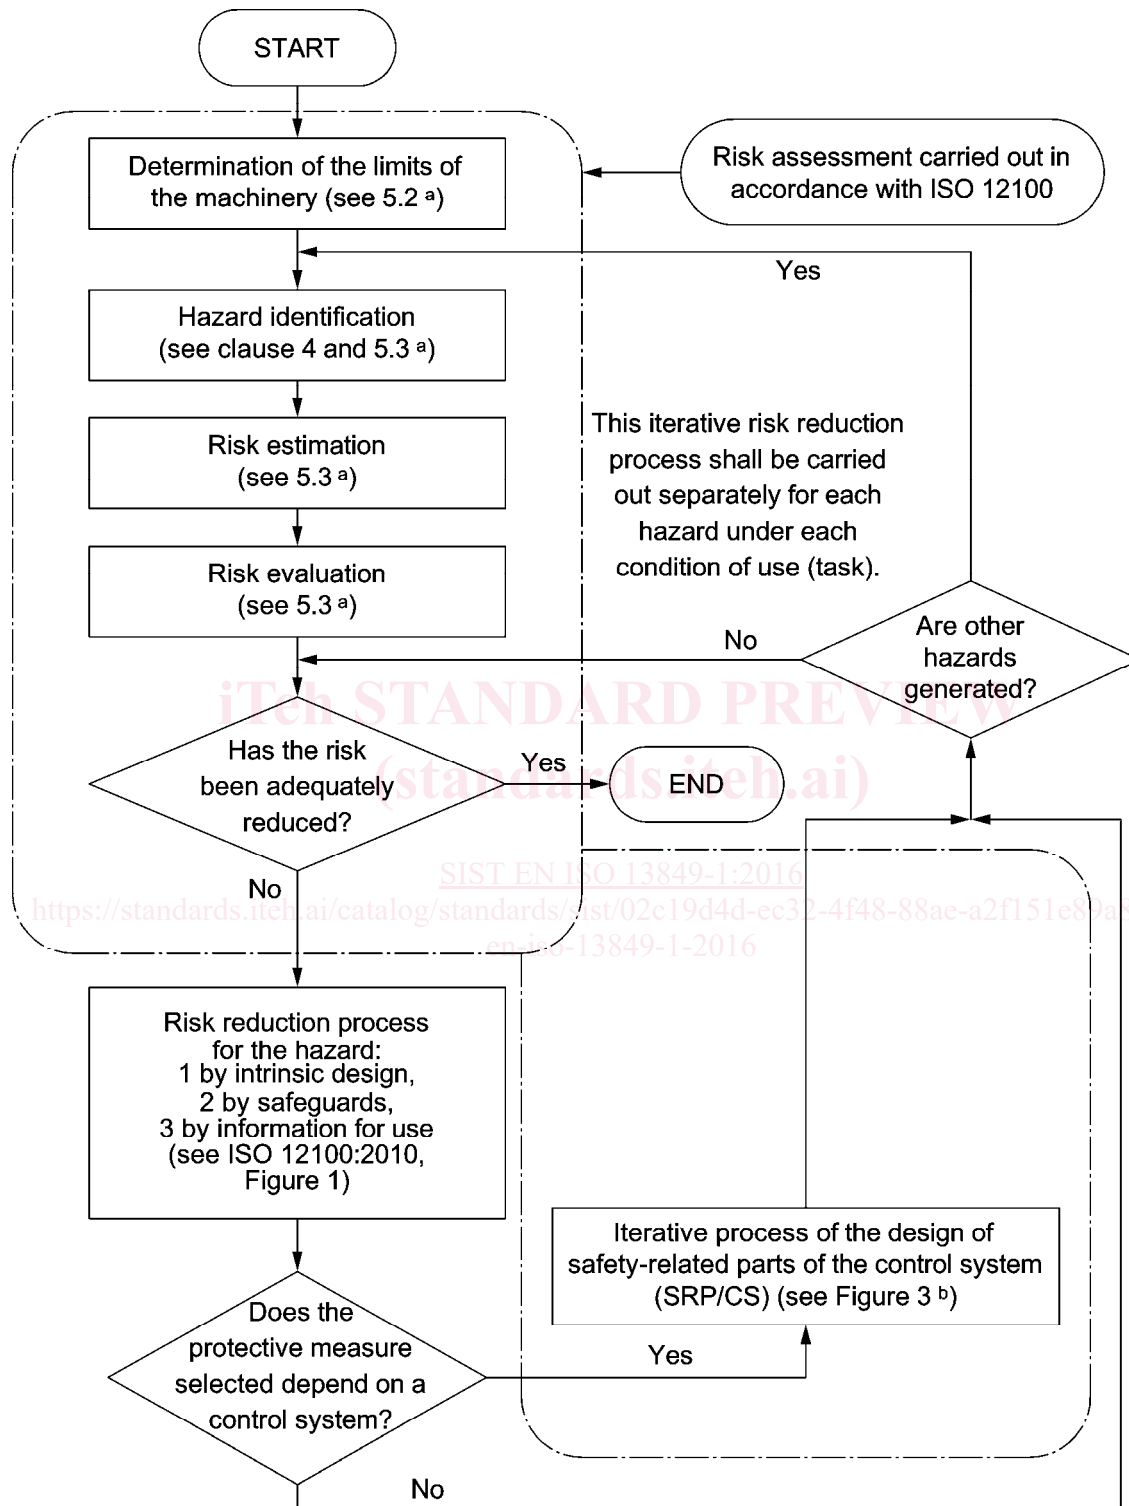 START
Determination of the limits of
the machinery (see 5.2 a)
Risk assessment carried out in
accordance with ISO 12100
Yes
Hazard identification
(see clause 4 and 5.3 a)
This iterative risk reduction
process shall be carried
out separately for each
hazard under each
condition of use (task).
Risk estimation
(see 5.3 a)
Risk evaluation
(see 5.3 a)
No
Are other
hazards
generated?
iTeh STANDARD PREVIEW
(standards.iteh.ai)
Has the risk
been adequately
reduced?
Yes
END
No
SIST EN ISO 13849-1:2016
https://standards.iteh.ai/catalog/standards/sist/02c19d4d-ec32-4f48-88ae-a2f151e89a8
en-iso-13849-1-2016
Risk reduction process
for the hazard:
1 by intrinsic design,
2 by safeguards,
3 by information for use
(see ISO 12100:2010,
Figure 1)
Iterative process of the design of
safety-related parts of the control system
(SRP/CS) (see Figure 3 b)
Does the
protective measure
selected depend on a
control system?
Yes
No